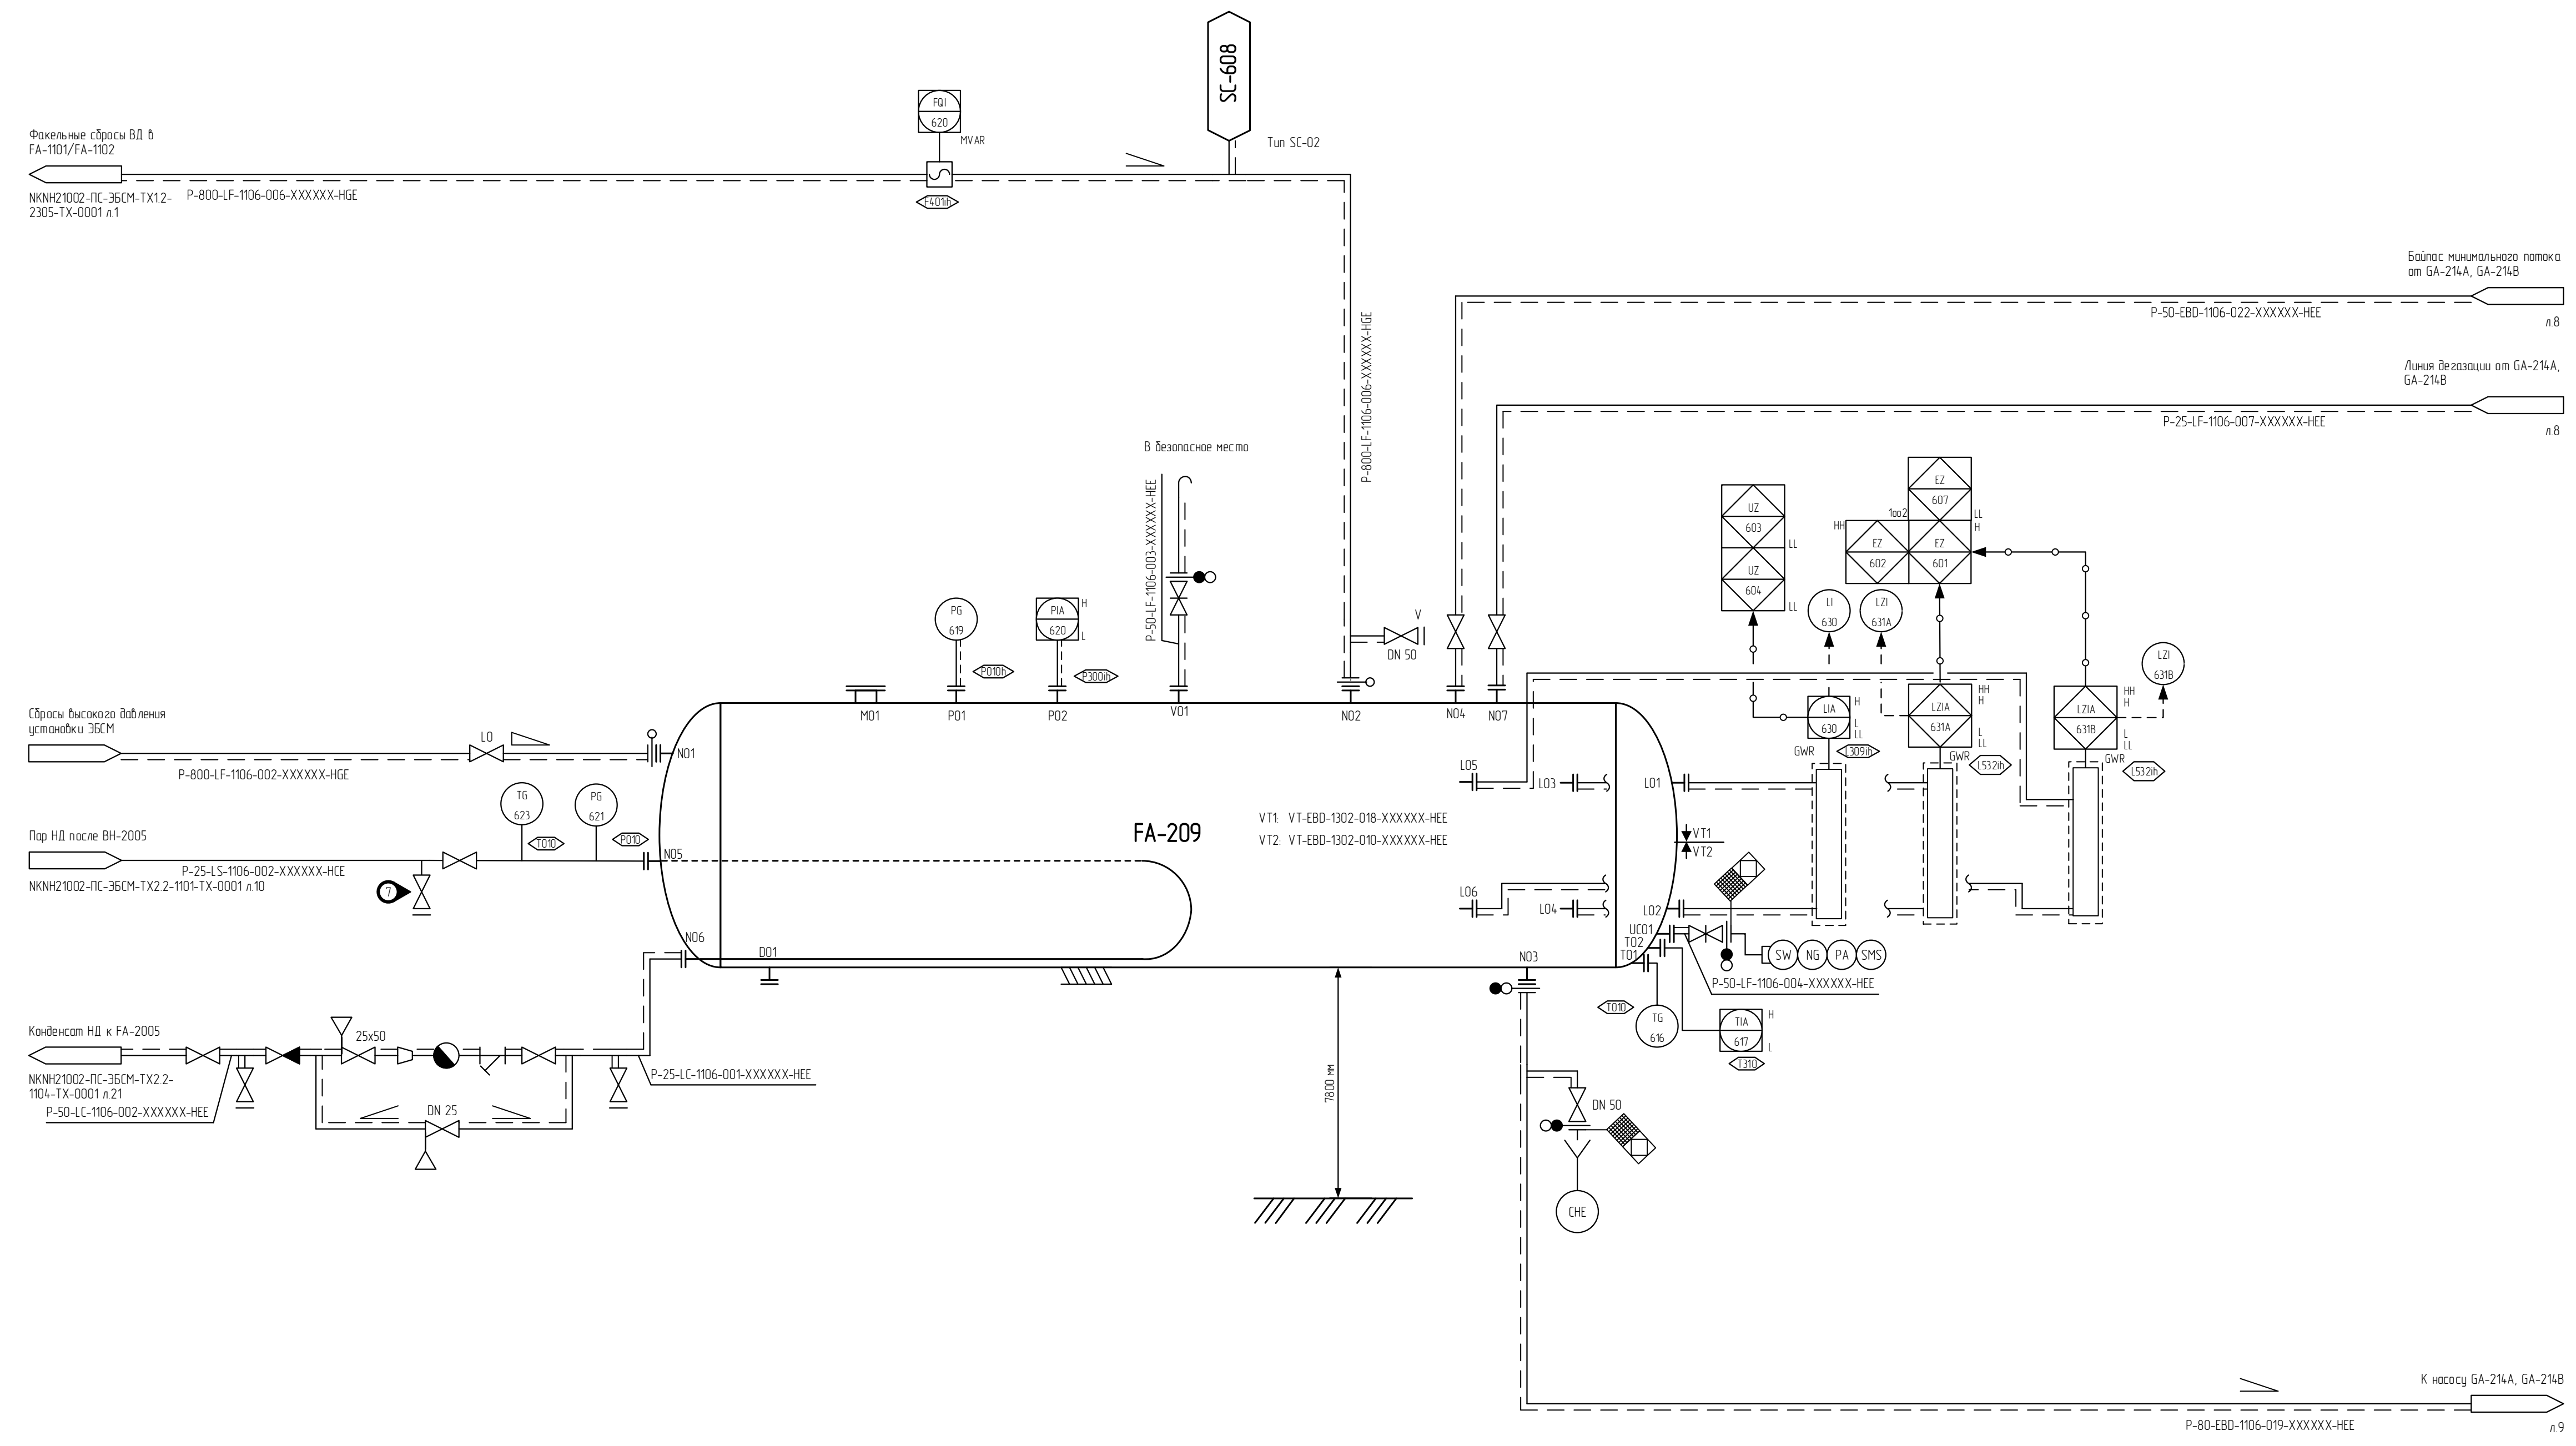 SC-608
Тип SC-02
FQI
620
MVAR
F401ih
Факельные сбросы ВД в
FA-1101/FA-1102
NKNH21002-ПС-ЭБСМ-ТХ1.2-
2305-ТХ-0001 л.1
P-800-LF-1106-006-XXXXXX-HGE
P-800-LF-1106-006-XXXXXX-HGE
Байпас минимального потока
от GA-214A, GA-214B
P-50-EBD-1106-022-XXXXXX-HEE
л.8
Линия дегазации от GA-214A,
GA-214B
P-25-LF-1106-007-XXXXXX-HEE
л.8
В безопасное место
P-50-LF-1106-003-XXXXXX-HEE
PG
619
P010h
PIA
620
H
L
P300ih
V
DN 50
UZ
603
LL
UZ
604
LL
EZ
607
LL
1oo2
HH
EZ
602
EZ
601
H
LI
630
LZI
631A
LZI
631B
LIA
630
H
L
LL
GWR
L309ih
LZIA
631A
HH
H
L
LL
GWR
L532ih
LZIA
631B
HH
H
L
LL
GWR
L532ih
M01
P01
P02
V01
N02
N04
N07
Сбросы высокого давления
установки ЭБСМ
P-800-LF-1106-002-XXXXXX-HGE
LO
N01
TG
623
T010
PG
621
P010
N05
Пар НД после BH-2005
P-25-LS-1106-002-XXXXXX-HCE
NKNH21002-ПС-ЭБСМ-ТХ2.2-1101-ТХ-0001 л.10
7
FA-209
VT1: VT-EBD-1302-018-XXXXXX-HEE
VT2: VT-EBD-1302-010-XXXXXX-HEE
L05
L03
L01
L06
L04
L02
VT1
VT2
UC01
T02
T01
N06
D01
N03
SW
NG
PA
SMS
P-50-LF-1106-004-XXXXXX-HEE
T010
TG
616
TIA
617
H
L
T310
Конденсат НД к FA-2005
NKNH21002-ПС-ЭБСМ-ТХ2.2-
1104-ТХ-0001 л.21
P-50-LC-1106-002-XXXXXX-HEE
25x50
DN 25
P-25-LC-1106-001-XXXXXX-HEE
7800 мм
DN 50
CHE
К насосу GA-214A, GA-214B
P-80-EBD-1106-019-XXXXXX-HEE
л.9